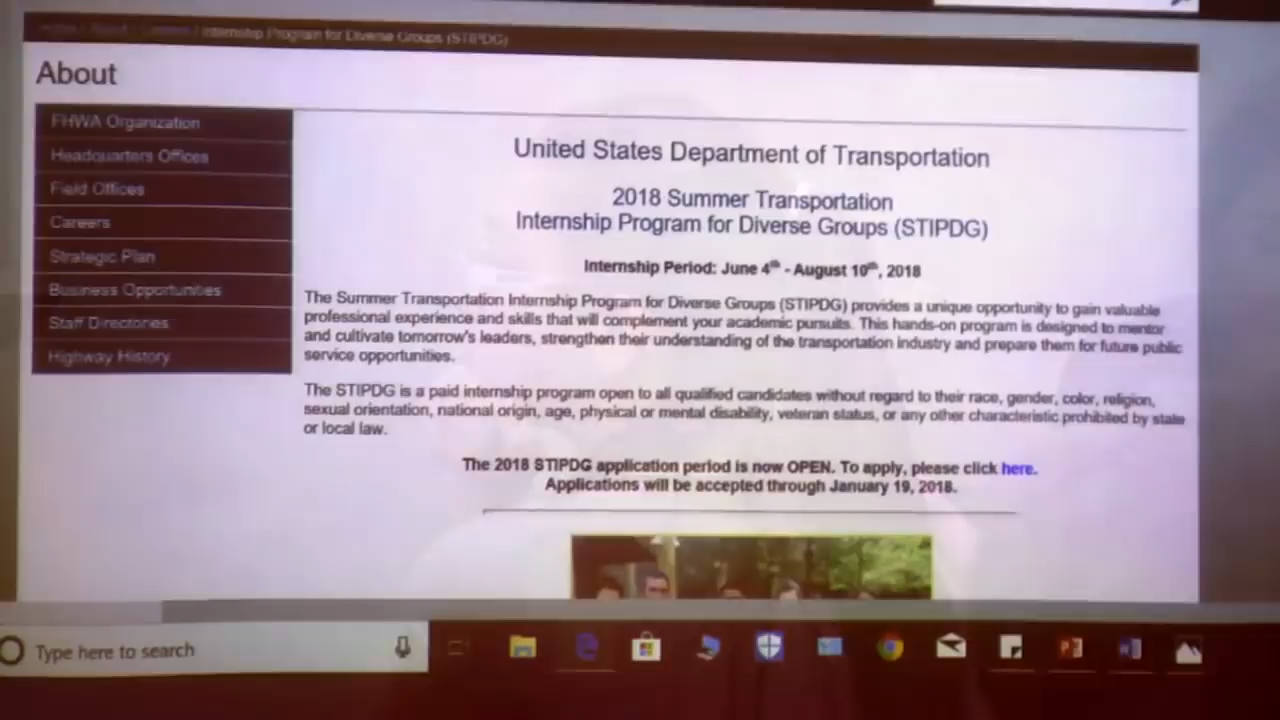 Internship Program for Diverse Groups (STIPDG)
About
FHWA Organization
Headquarters Offices
Field Offices
Careers
Strategic Plan
Business Opportunities
Staff Directories
Highway History
United States Department of Transportation
2018 Summer Transportation
Internship Program for Diverse Groups (STIPDG)
Internship Period: June 4th - August 10th, 2018
The Summer Transportation Internship Program for Diverse Groups (STIPDG) provides a unique opportunity to gain valuable
professional experience and skills that will complement your academic pursuits. This hands-on program is designed to mentor
and cultivate tomorrow's leaders, strengthen their understanding of the transportation industry and prepare them for future public
service opportunities.
The STIPDG is a paid internship program open to all qualified candidates without regard to their race, gender, color, religion,
sexual orientation, national origin, age, physical or mental disability, veteran status, or any other characteristic prohibited by state
or local law.
The 2018 STIPDG application period is now OPEN. To apply, please click here.
Applications will be accepted through January 19, 2018.
Type here to search